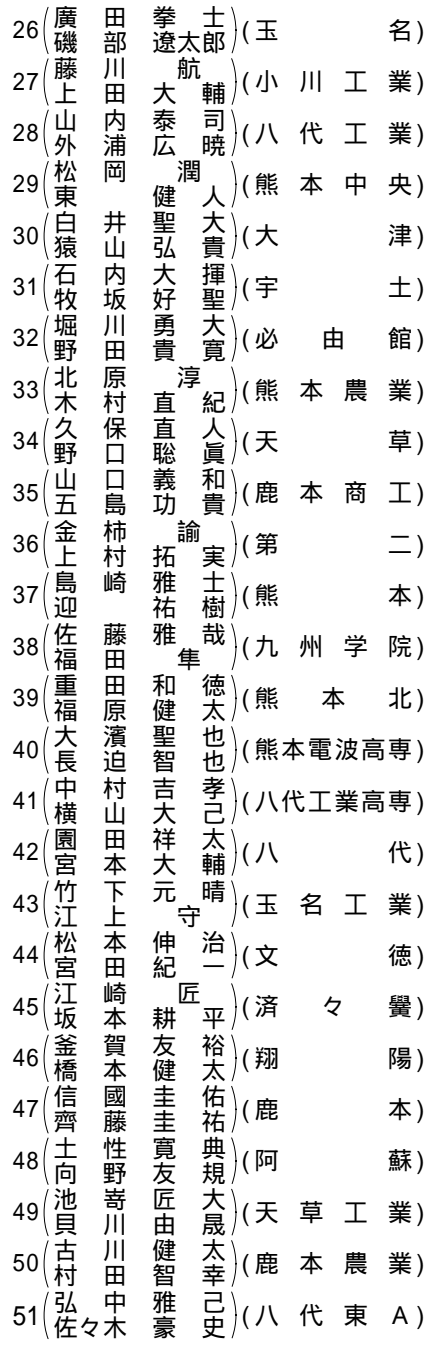 26 廣田拳士 (玉名)
磯部遼太郎
27 藤川航 (小川工業)
上田大輔
28 山内泰司 (八代工業)
外浦広暁
29 松岡潤 (熊本中央)
東健人
30 白井聖大 (大津)
猿山弘貴
31 石内大揮 (宇土)
牧坂好聖
32 堀川勇大 (必由館)
野田貴寛
33 北原淳 (熊本農業)
木村直紀
34 久保直人 (天草)
野口聡眞
35 山口義和 (鹿本商工)
五島功貴
36 金柿諭 (第二)
上村拓実
37 島崎雅士 (熊本)
迎祐樹
38 佐藤雅哉 (九州学院)
福田隼
39 重田和徳 (熊本北)
福原健太
40 大濱聖也 (熊本電波高専)
長迫智也
41 中村吉孝 (八代工業高専)
横山大己
42 園田祥太 (八代)
宮本大輔
43 竹下元晴 (玉名工業)
江上守
44 松本伸治 (文徳)
宮田紀一
45 江崎匠 (済々黌)
坂本耕平
46 釜賀友裕 (翔陽)
橋本健太
47 信國圭佑 (鹿本)
齊藤圭祐
48 土性寛典 (阿蘇)
向野友規
49 池嵜匠大 (天草工業)
貝川由晟
50 古川健太 (鹿本農業)
村田智幸
51 弘中雅己 (八代東A)
佐々木豪史